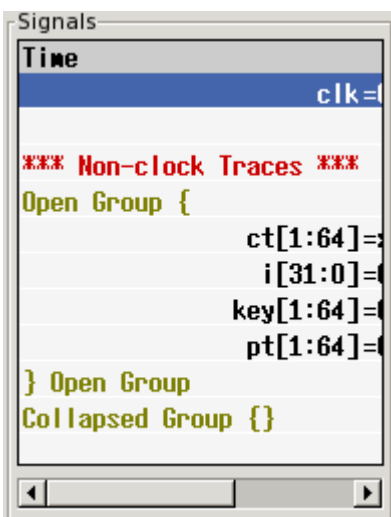 Signals
Time
clk=
*** Non-clock Traces ***
Open Group {
ct[1:64]=
i[31:0]=
key[1:64]=
pt[1:64]=
} Open Group
Collapsed Group {}